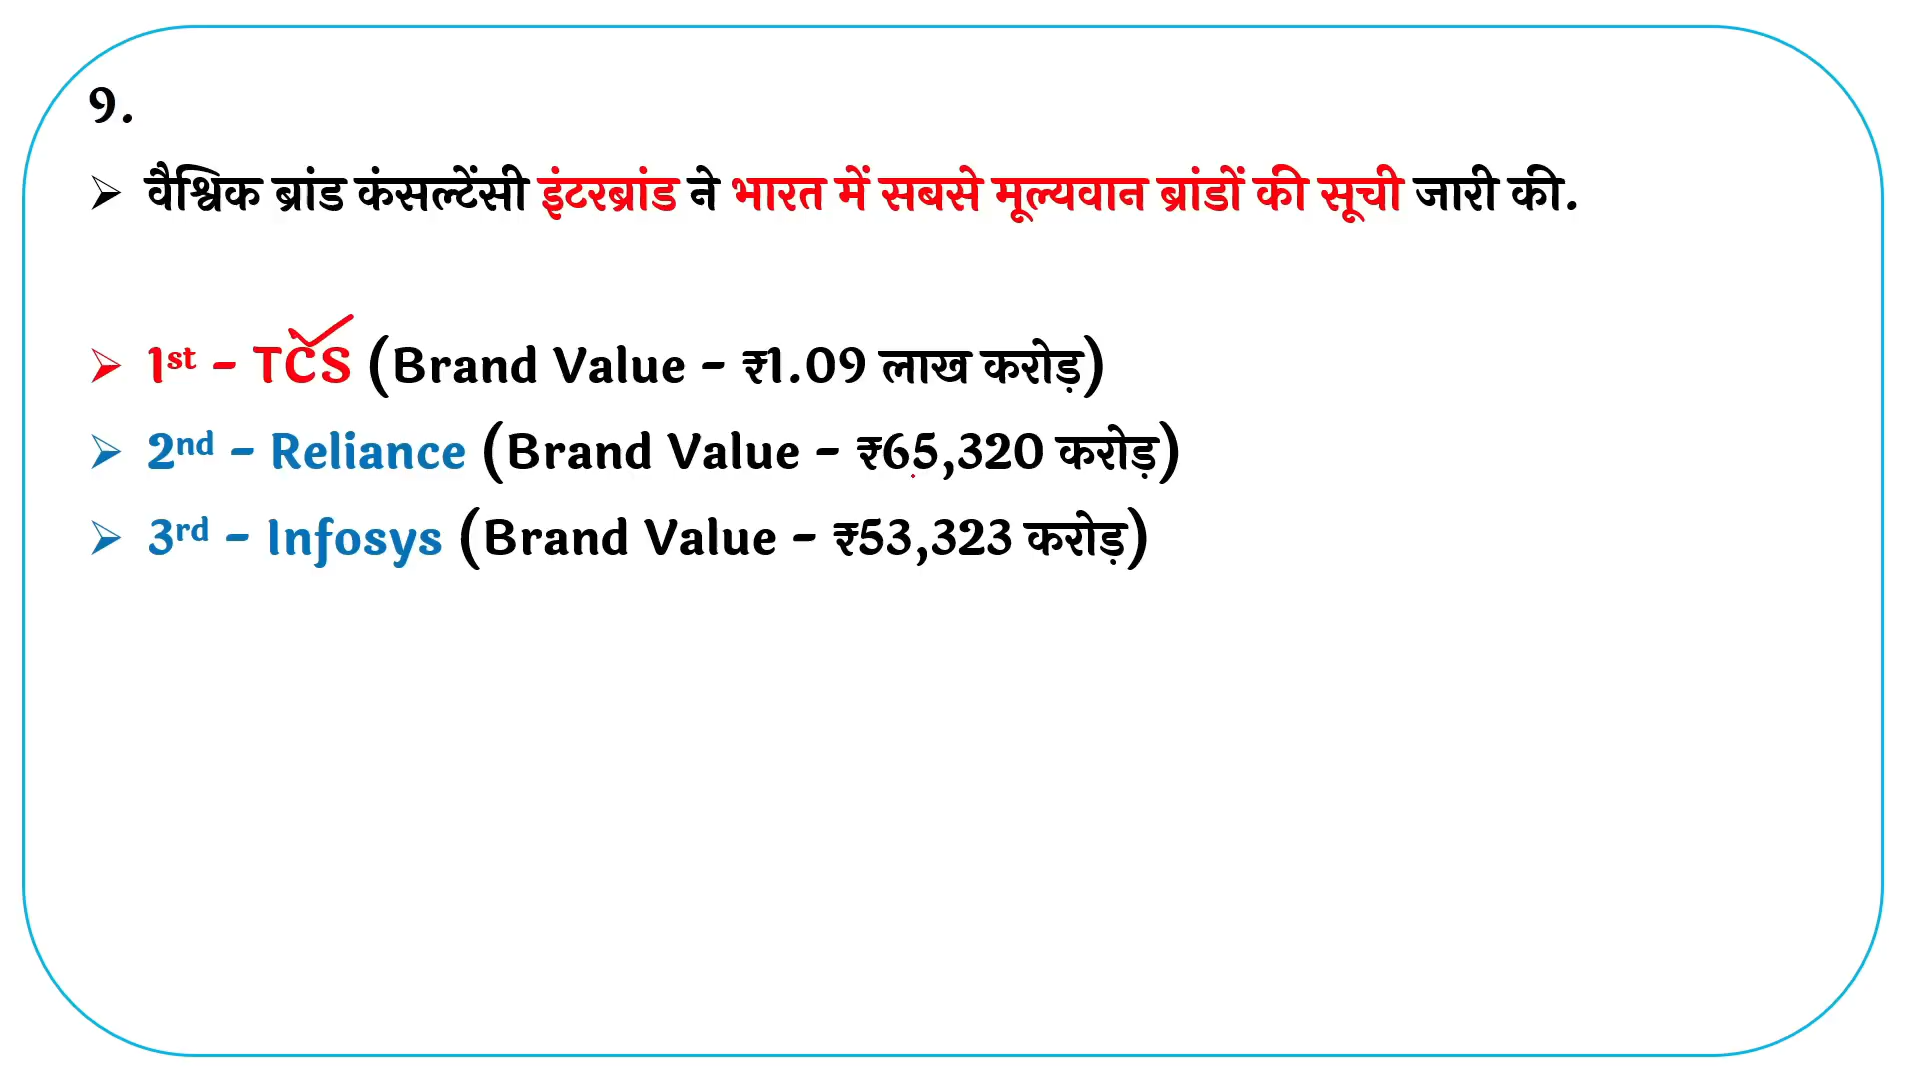 9.
➢ वैश्विक ब्रांड कंसल्टेंसी इंटरब्रांड ने भारत में सबसे मूल्यवान ब्रांडों की सूची जारी की.
➢ 1st – TCS (Brand Value – ₹1.09 लाख करोड़)
➢ 2nd – Reliance (Brand Value – ₹65,320 करोड़)
➢ 3rd – Infosys (Brand Value – ₹53,323 करोड़)